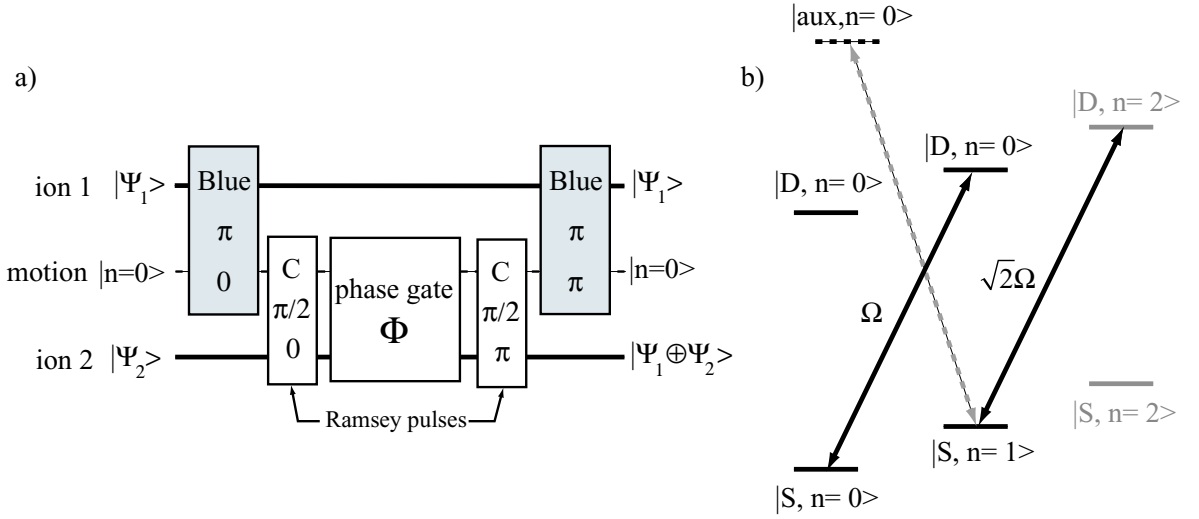 a)
ion 1 |Ψ₁>
Blue
π
0
Blue
π
π
|Ψ₁>
motion |n=0>
C
π/2
0
phase gate
Φ
C
π/2
π
|n=0>
ion 2 |Ψ₂>
|Ψ₁⊕Ψ₂>
Ramsey pulses
b)
|aux,n= 0>
|D, n= 2>
|D, n= 0>
|D, n= 0>
Ω
√2Ω
|S, n= 2>
|S, n= 1>
|S, n= 0>